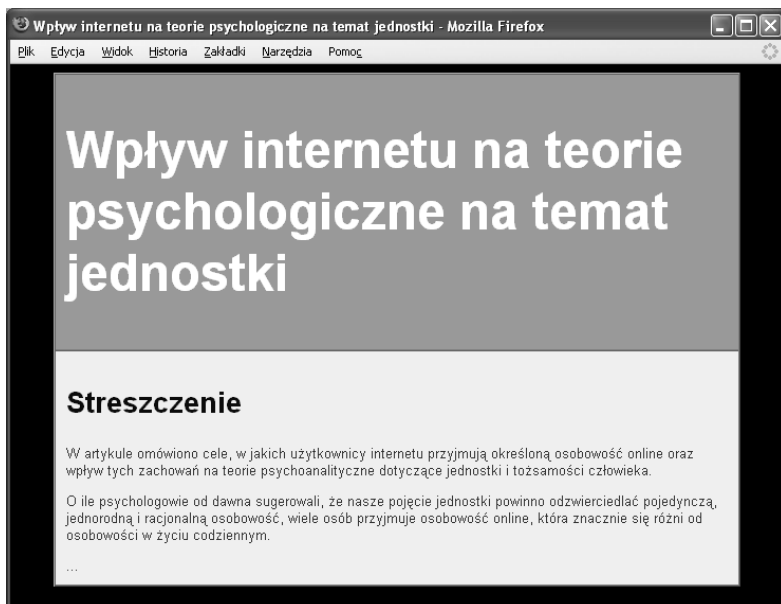 Wpływ internetu na teorie psychologiczne na temat jednostki - Mozilla Firefox
Plik Edycja Widok Historia Zakładki Narzędzia Pomoc
Wpływ internetu na teorie
psychologiczne na temat
jednostki
Streszczenie
W artykule omówiono cele, w jakich użytkownicy internetu przyjmują określoną osobowość online oraz
wpływ tych zachowań na teorie psychoanalityczne dotyczące jednostki i tożsamości człowieka.
O ile psychologowie od dawna sugerowali, że nasze pojęcie jednostki powinno odzwierciedlać pojedynczą,
jednorodną i racjonalną osobowość, wiele osób przyjmuje osobowość online, która znacznie się różni od
osobowości w życiu codziennym.
...